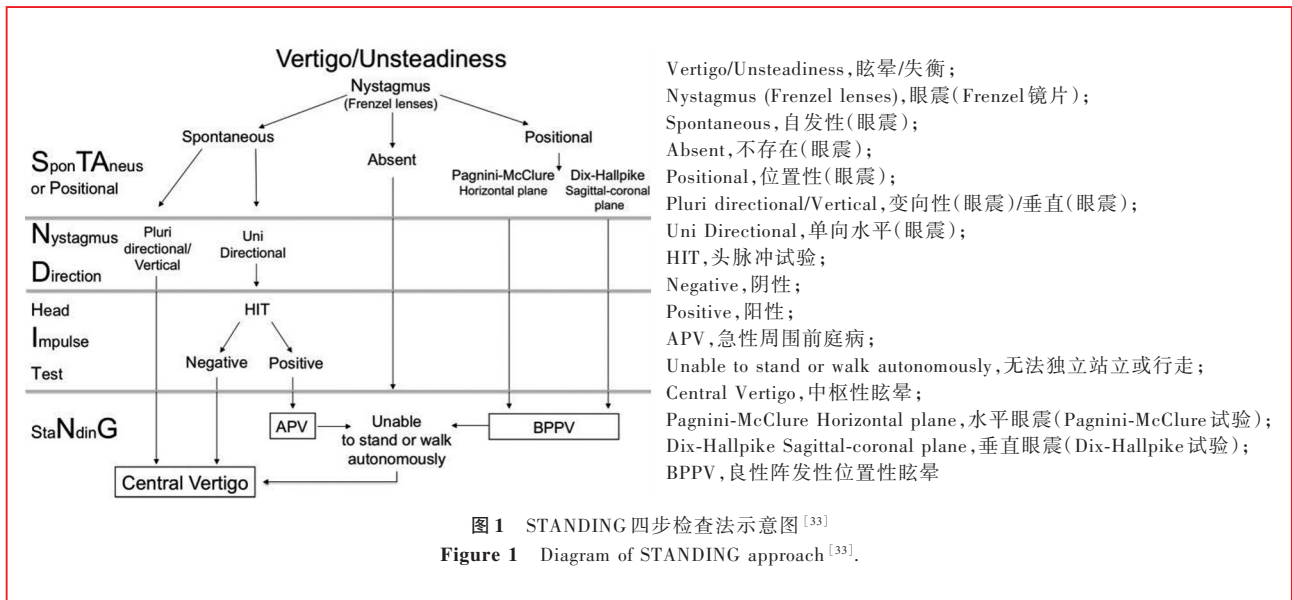 Vertigo/Unsteadiness
Nystagmus
(Frenzel lenses)
Spontaneous
Absent
Positional
SponTAneus
or Positional
Pagnini-McClure
Horizontal plane
Dix-Hallpike
Sagittal-coronal
plane
Nystagmus
Direction
Pluri
directional/
Vertical
Uni
Directional
Head
Impulse
Test
HIT
Negative
Positive
StaNdinG
APV
Unable
to stand or walk
autonomously
BPPV
Central Vertigo
Vertigo/Unsteadiness,眩晕/失衡;
Nystagmus (Frenzel lenses),眼震(Frenzel镜片);
Spontaneous,自发性(眼震);
Absent,不存在(眼震);
Positional,位置性(眼震);
Pluri directional/Vertical,变向性(眼震)/垂直(眼震);
Uni Directional,单向水平(眼震);
HIT,头脉冲试验;
Negative,阴性;
Positive,阳性;
APV,急性周围前庭病;
Unable to stand or walk autonomously,无法独立站立或行走;
Central Vertigo,中枢性眩晕;
Pagnini-McClure Horizontal plane,水平眼震(Pagnini-McClure试验);
Dix-Hallpike Sagittal-coronal plane,垂直眼震(Dix-Hallpike试验);
BPPV,良性阵发性位置性眩晕
图1 STANDING四步检查法示意图[33]
Figure 1 Diagram of STANDING approach[33].